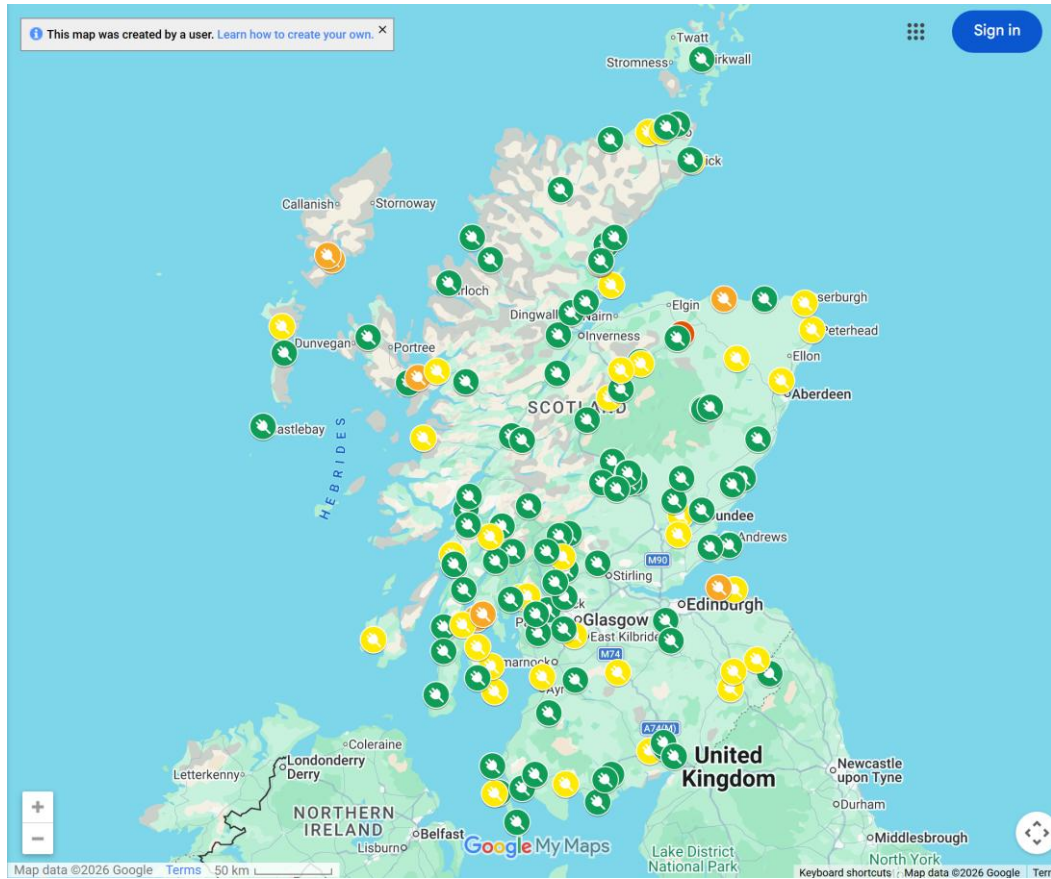 This map was created by a user. Learn how to create your own.
Sign in
Twatt
Stromness
irkwall
ick
Callanish
Stornoway
irloch
Elgin
serburgh
Dingwall
Nairn
Peterhead
Dunvegan
Portree
Inverness
Ellon
SCOTLAND
Aberdeen
astlebay
HEBRIDES
undee
Andrews
M90
Stirling
Edinburgh
Glasgow
East Kilbride
M74
marnock
Ayr
A74(M)
Coleraine
United
Kingdom
Londonderry
Derry
Letterkenny
Newcastle
upon Tyne
NORTHERN
IRELAND
Durham
Belfast
Google My Maps
Lisburn
Lake District
National Park
Middlesbrough
North York
Map data ©2026 Google Terms 50 km
Keyboard shortcuts Map data ©2026 Google